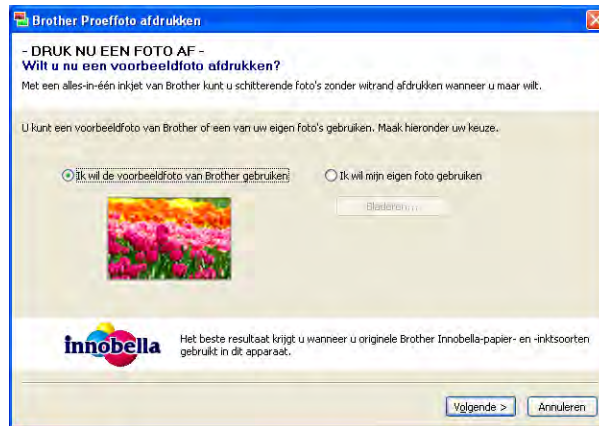 Brother Proeffoto afdrukken
- DRUK NU EEN FOTO AF -
Wilt u nu een voorbeeldfoto afdrukken?
Met een alles-in-één inkjet van Brother kunt u schitterende foto's zonder witrand afdrukken wanneer u maar wilt.
U kunt een voorbeeldfoto van Brother of een van uw eigen foto's gebruiken. Maak hieronder uw keuze.
Ik wil de voorbeeldfoto van Brother gebruiken
Ik wil mijn eigen foto gebruiken
Bladeren...
innobella
Het beste resultaat krijgt u wanneer u originele Brother Innobella-papier- en -inktsoorten
gebruikt in dit apparaat.
Volgende >
Annuleren